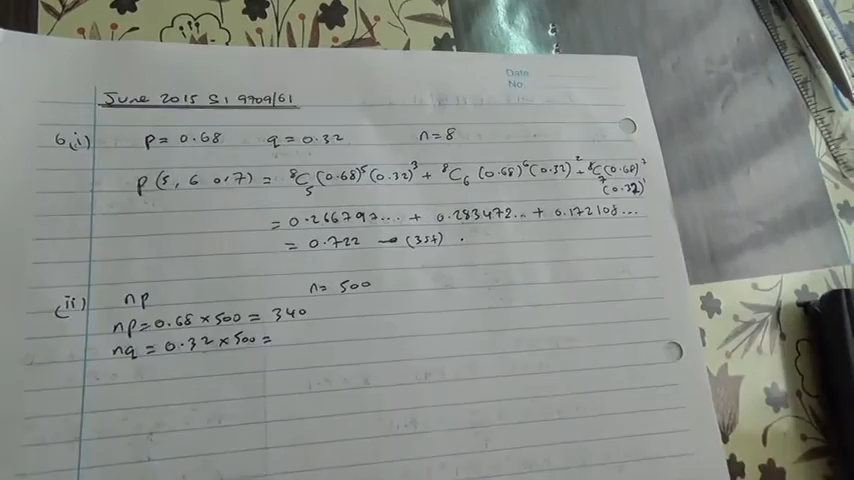 Date
No.
June 2015 S1 9709/61
6(i) p = 0.68 q = 0.32 n = 8
P(5, 6 or 7) = ⁸C₅ (0.68)⁵ (0.32)³ + ⁸C₆ (0.68)⁶ (0.32)² + ⁸C₇ (0.68)⁷ (0.32)¹
= 0.266797... + 0.283472... + 0.172108...
= 0.722 (3sf).
(ii) np n = 500
np = 0.68 × 500 = 340
nq = 0.32 × 500 =